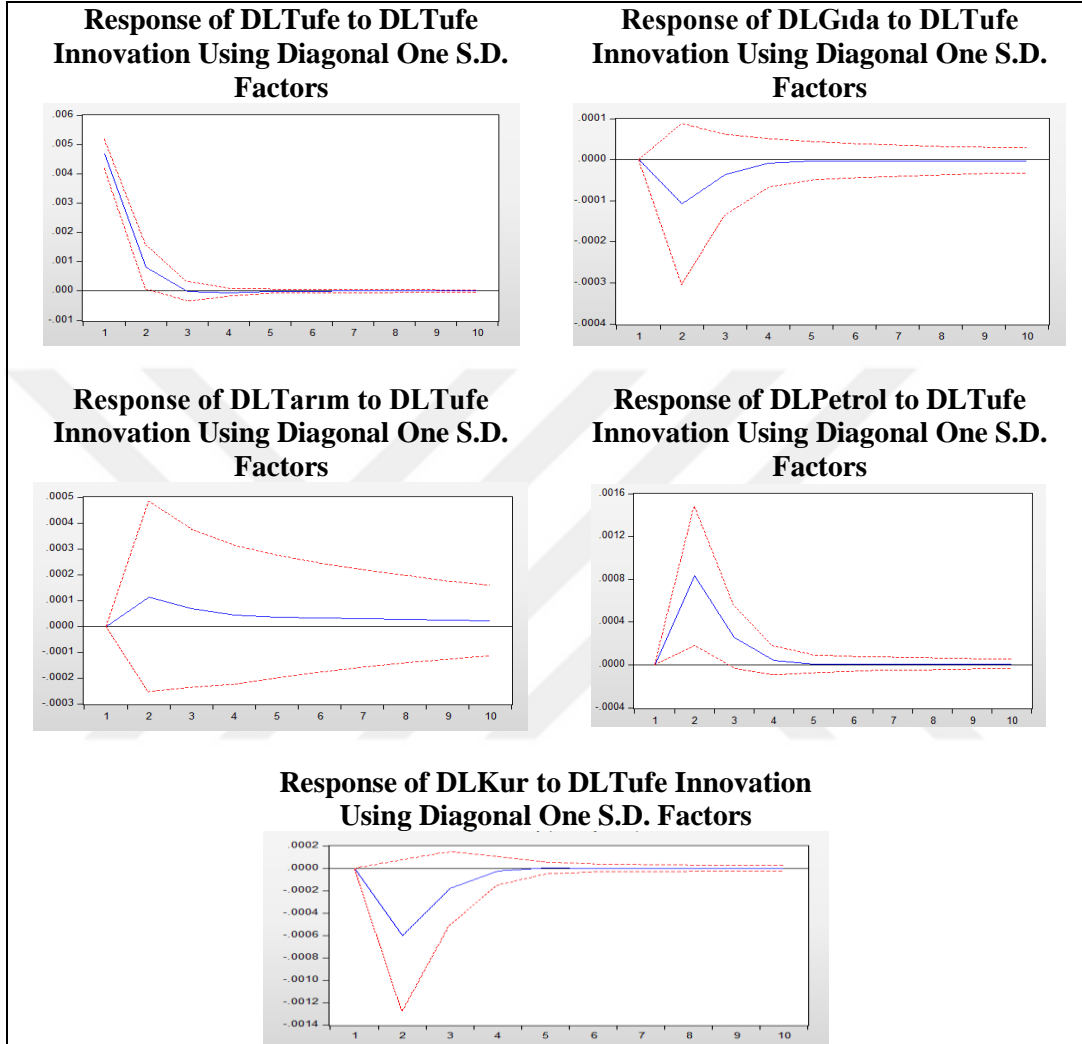 Response of DLTufe to DLTufe
Innovation Using Diagonal One S.D.
Factors
.006
.005
.004
.003
.002
.001
.000
-.001
1 2 3 4 5 6 7 8 9 10
Response of DLGıda to DLTufe
Innovation Using Diagonal One S.D.
Factors
.0001
.0000
-.0001
-.0002
-.0003
-.0004
1 2 3 4 5 6 7 8 9 10
Response of DLTarım to DLTufe
Innovation Using Diagonal One S.D.
Factors
.0005
.0004
.0003
.0002
.0001
.0000
-.0001
-.0002
-.0003
1 2 3 4 5 6 7 8 9 10
Response of DLPetrol to DLTufe
Innovation Using Diagonal One S.D.
Factors
.0016
.0012
.0008
.0004
.0000
-.0004
1 2 3 4 5 6 7 8 9 10
Response of DLKur to DLTufe Innovation
Using Diagonal One S.D. Factors
.0002
.0000
-.0002
-.0004
-.0006
-.0008
-.0010
-.0012
-.0014
1 2 3 4 5 6 7 8 9 10